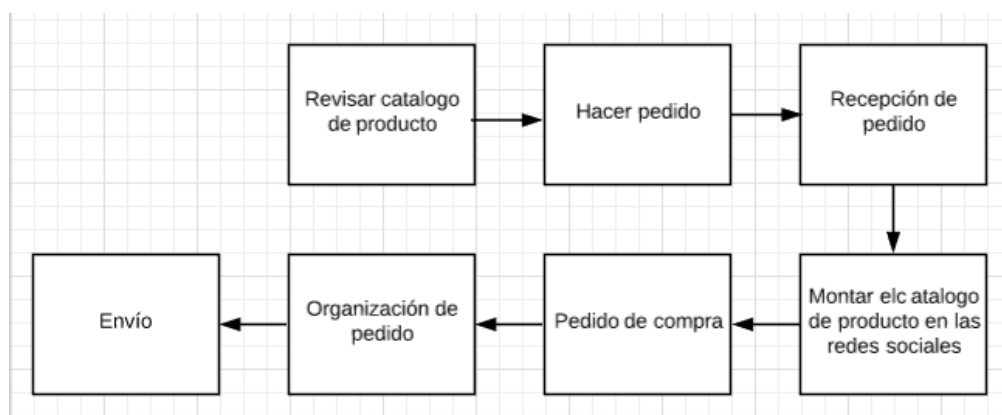 Revisar catalogo
de producto
Hacer pedido
Recepción de
pedido
Montar elc atalogo
de producto en las
redes sociales
Pedido de compra
Organización de
pedido
Envío